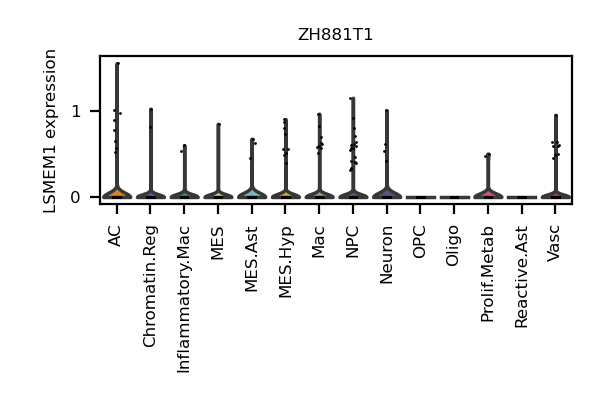 ZH881T1
LSMEM1 expression
1
0
AC
Chromatin.Reg
Inflammatory.Mac
MES
MES.Ast
MES.Hyp
Mac
NPC
Neuron
OPC
Oligo
Prolif.Metab
Reactive.Ast
Vasc